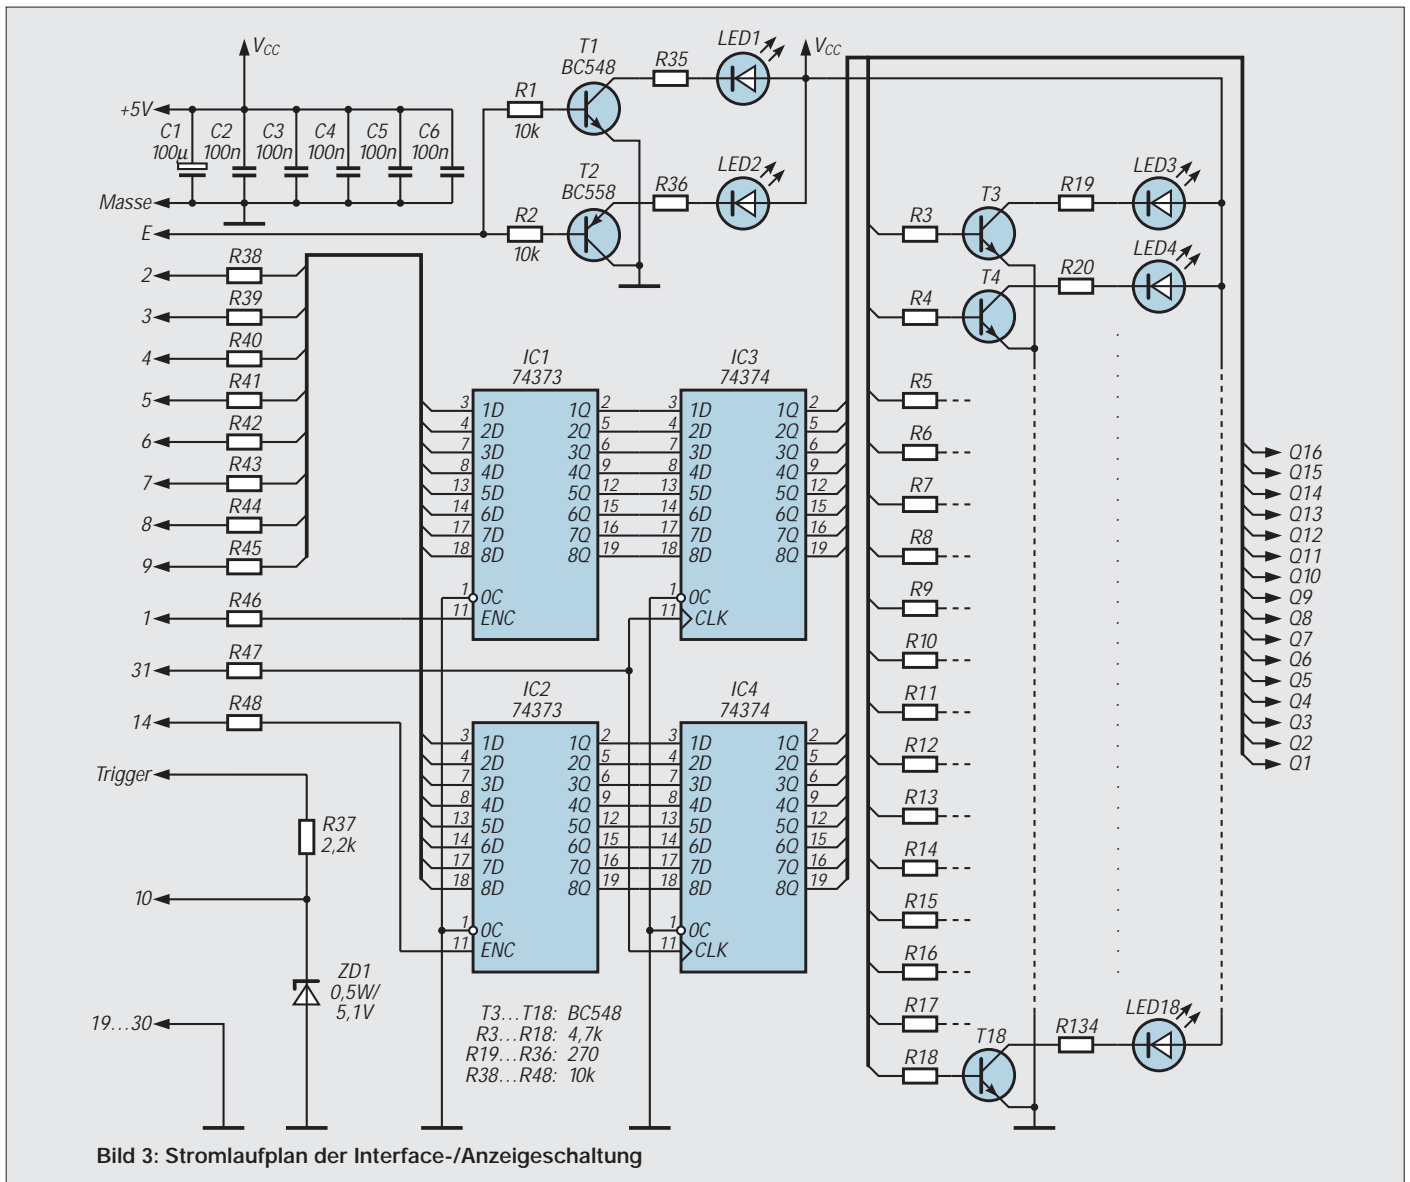 VCC
+5V
C1
100µ
C2
100n
C3
100n
C4
100n
C5
100n
C6
100n
Masse
E
R1
10k
R2
10k
T1
BC548
T2
BC558
R35
R36
LED1
LED2
VCC
R3
T3
R19
LED3
R4
T4
R20
LED4
2
R38
3
R39
4
R40
5
R41
6
R42
7
R43
8
R44
9
R45
1
R46
31
R47
14
R48
Trigger
R37
2,2k
10
ZD1
0,5W/
5,1V
19...30
IC1
74373
3 1D 1Q 2
4 2D 2Q 5
7 3D 3Q 6
8 4D 4Q 9
13 5D 5Q 12
14 6D 6Q 15
17 7D 7Q 16
18 8D 8Q 19
1 OC
11 ENC
IC3
74374
3 1D 1Q 2
4 2D 2Q 5
7 3D 3Q 6
8 4D 4Q 9
13 5D 5Q 12
14 6D 6Q 15
17 7D 7Q 16
18 8D 8Q 19
1 OC
11 CLK
IC2
74373
3 1D 1Q 2
4 2D 2Q 5
7 3D 3Q 6
8 4D 4Q 9
13 5D 5Q 12
14 6D 6Q 15
17 7D 7Q 16
18 8D 8Q 19
1 OC
11 ENC
IC4
74374
3 1D 1Q 2
4 2D 2Q 5
7 3D 3Q 6
8 4D 4Q 9
13 5D 5Q 12
14 6D 6Q 15
17 7D 7Q 16
18 8D 8Q 19
1 OC
11 CLK
R5
R6
R7
R8
R9
R10
R11
R12
R13
R14
R15
R16
R17
R18
T18
R134
LED18
Q16
Q15
Q14
Q13
Q12
Q11
Q10
Q9
Q8
Q7
Q6
Q5
Q4
Q3
Q2
Q1
T3...T18: BC548
R3...R18: 4,7k
R19...R36: 270
R38...R48: 10k
Bild 3: Stromlaufplan der Interface-/Anzeigeschaltung